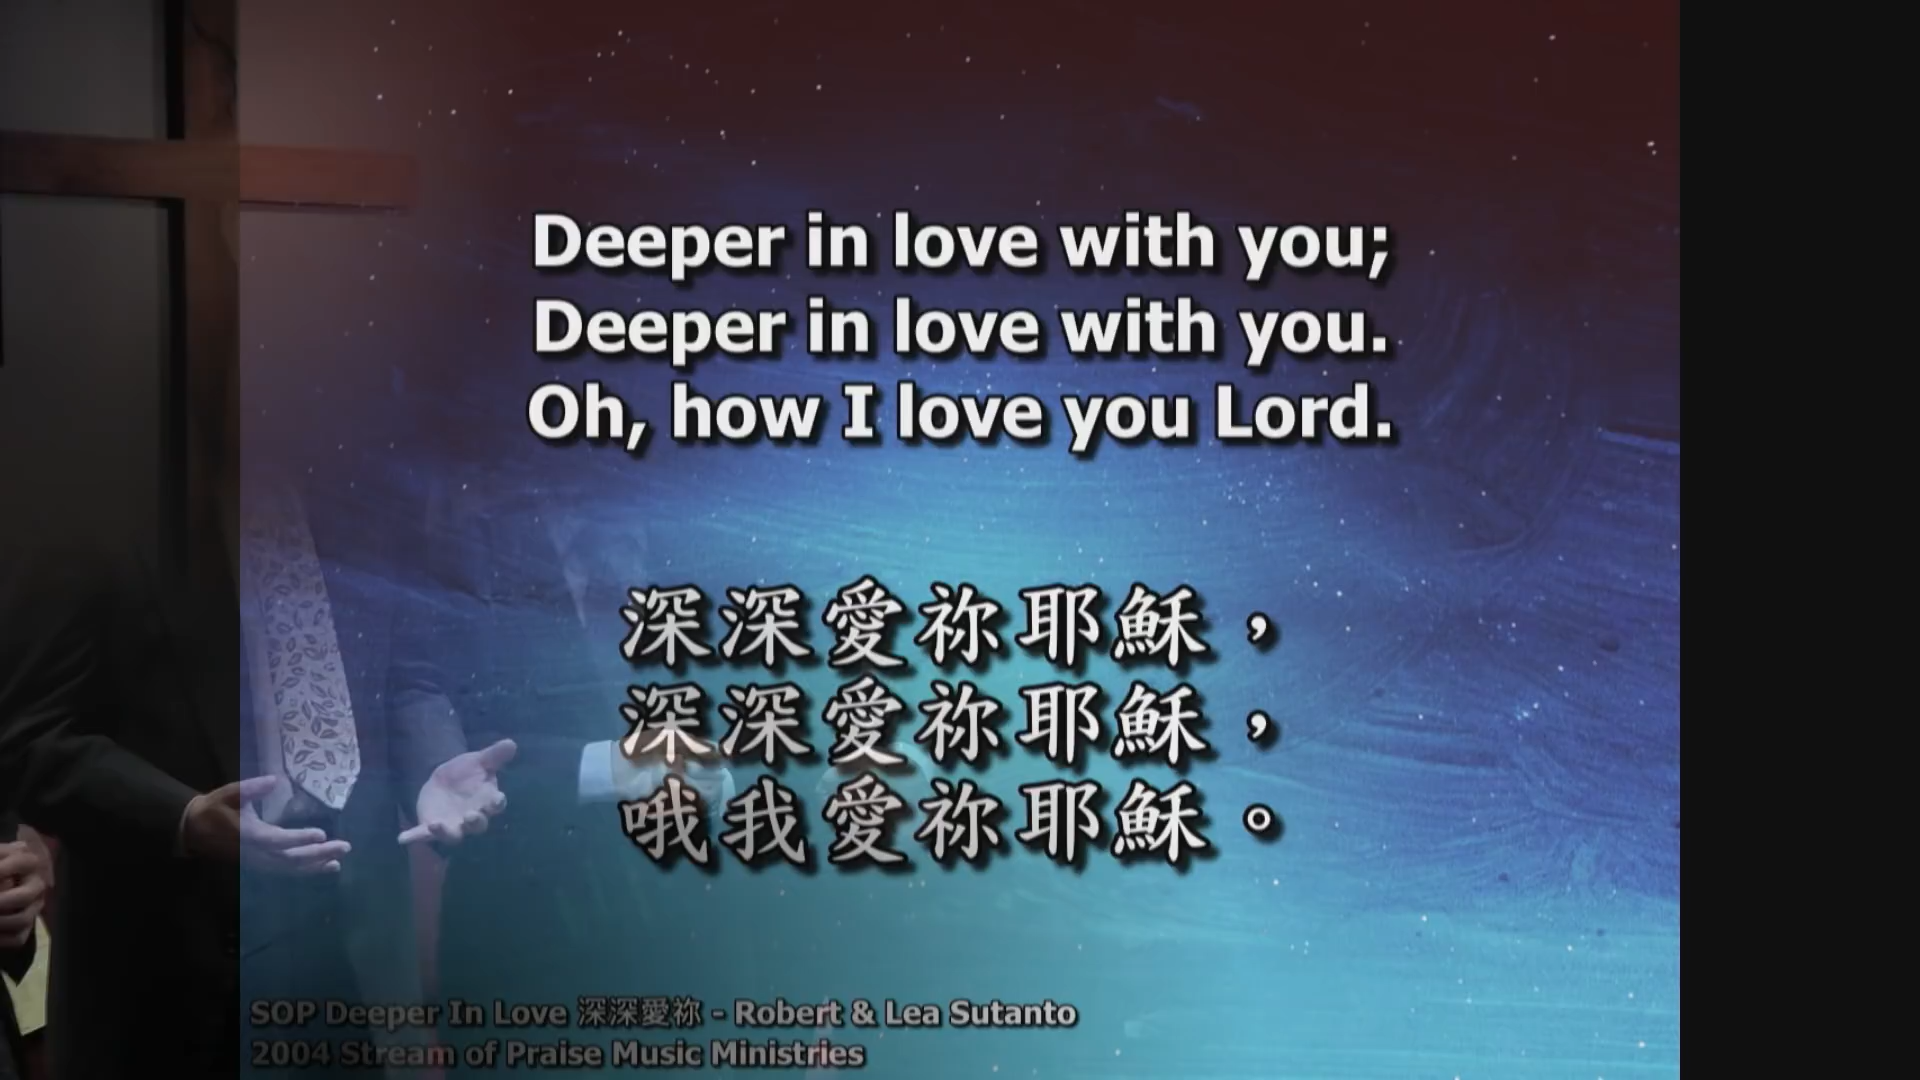 Deeper in love with you;
Deeper in love with you.
Oh, how I love you Lord.
深深愛祢耶穌，
深深愛祢耶穌，
哦我愛祢耶穌。
SOP Deeper In Love 深深愛祢 - Robert & Lea Sutanto
2004 Stream of Praise Music Ministries